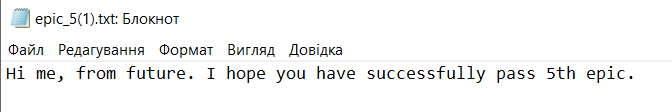 epic_5(1).txt: Блокнот
Файл Редагування Формат Вигляд Довідка
Hi me, from future. I hope you have successfully pass 5th epic.